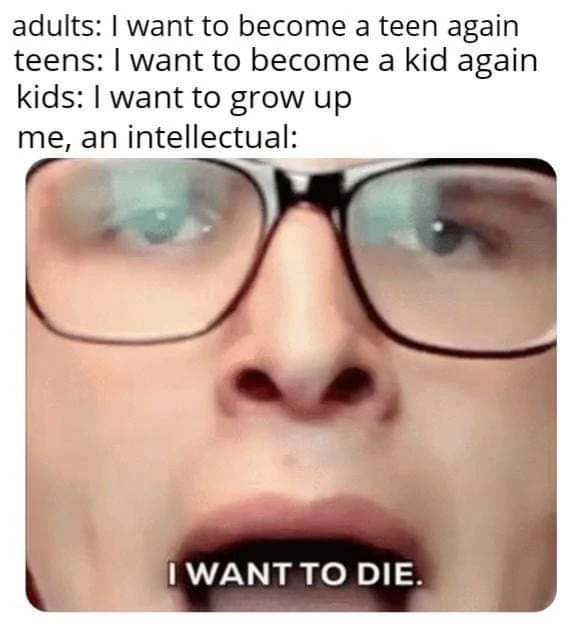 adults: I want to become a teen again
teens: I want to become a kid again
kids: I want to grow up
me, an intellectual:
I WANT TO DIE.